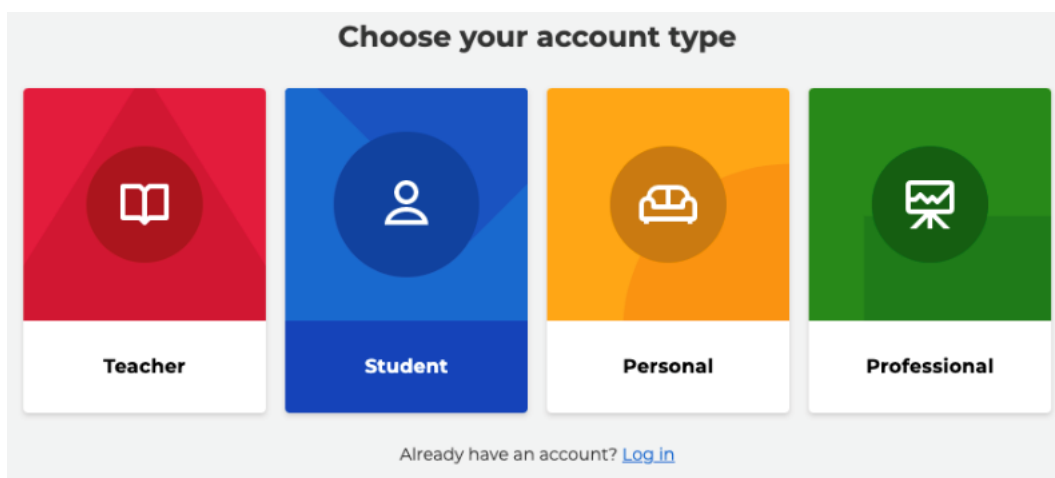 Choose your account type
Teacher
Student
Personal
Professional
Already have an account? Log in